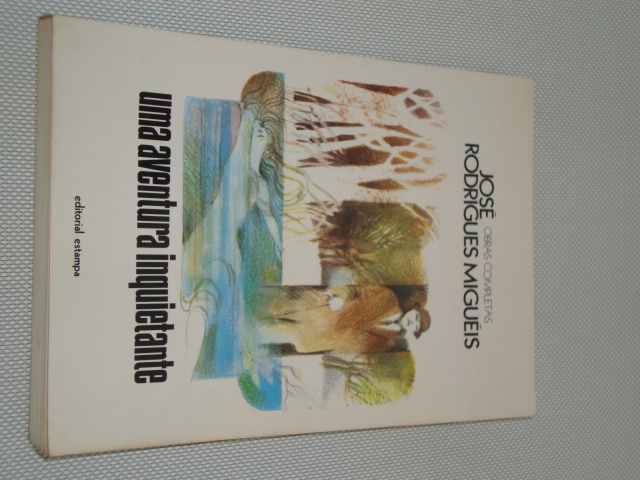 JOSÉ OBRAS COMPLETAS
RODRIGUES MIGUÉIS
uma aventura inquietante
editorial estampa